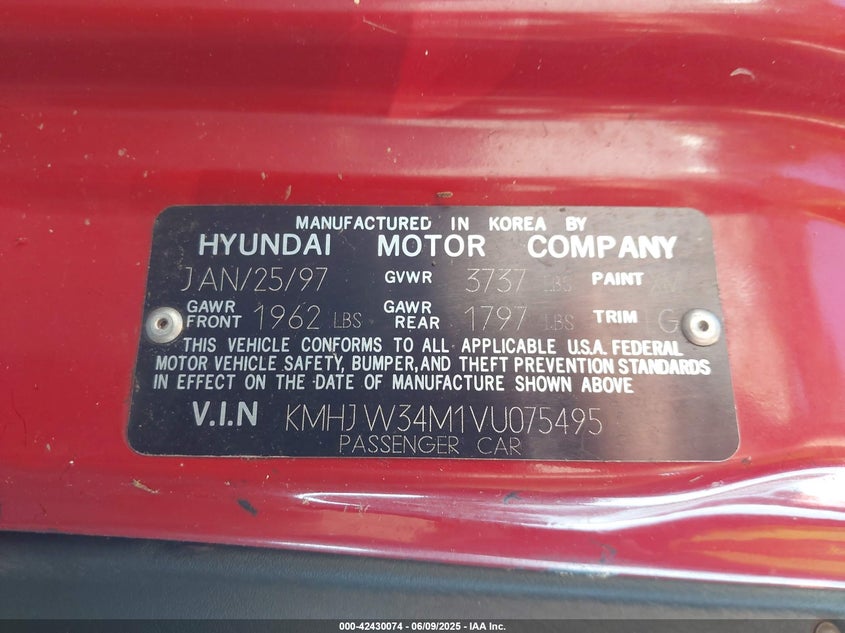 MANUFACTURED IN KOREA BY
HYUNDAI MOTOR COMPANY
JAN/25/97 GVWR 3737 LBS PAINT
GAWR FRONT 1962 LBS GAWR REAR 1797 LBS TRIM LG
THIS VEHICLE CONFORMS TO ALL APPLICABLE U.S.A. FEDERAL
MOTOR VEHICLE SAFETY, BUMPER, AND THEFT PREVENTION STANDARDS
IN EFFECT ON THE DATE OF MANUFACTURE SHOWN ABOVE
V.I.N KMHJW34M1VU075495
PASSENGER CAR
000-42430074 | 06/09/2025 - IAA Inc.